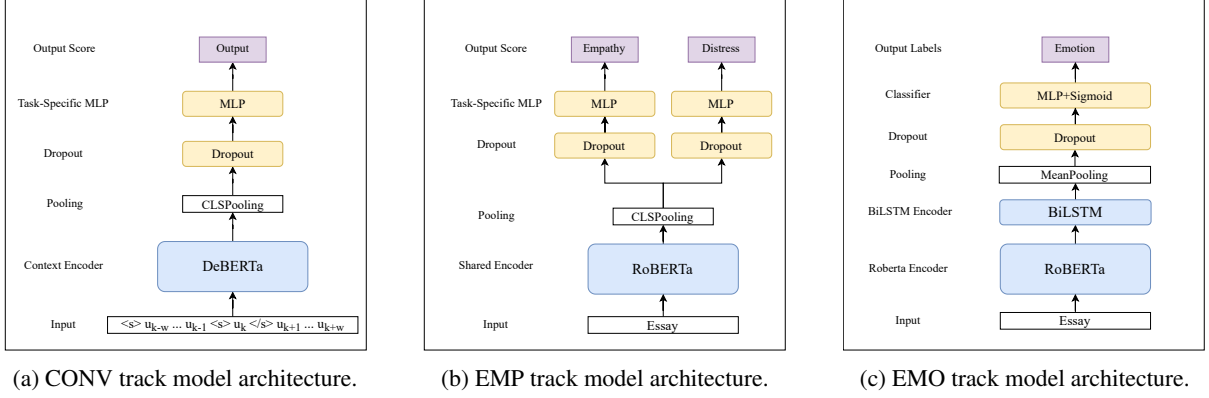 Output Score Output
Task-Specific MLP MLP
Dropout Dropout
Pooling CLSPooling
Context Encoder DeBERTa
Input <s> u_{k-w} ... u_{k-1} <s> u_k </s> u_{k+1} ... u_{k+w}
(a) CONV track model architecture.
Output Score Empathy Distress
Task-Specific MLP MLP MLP
Dropout Dropout Dropout
Pooling CLSPooling
Shared Encoder RoBERTa
Input Essay
(b) EMP track model architecture.
Output Labels Emotion
Classifier MLP+Sigmoid
Dropout Dropout
Pooling MeanPooling
BiLSTM Encoder BiLSTM
Roberta Encoder RoBERTa
Input Essay
(c) EMO track model architecture.